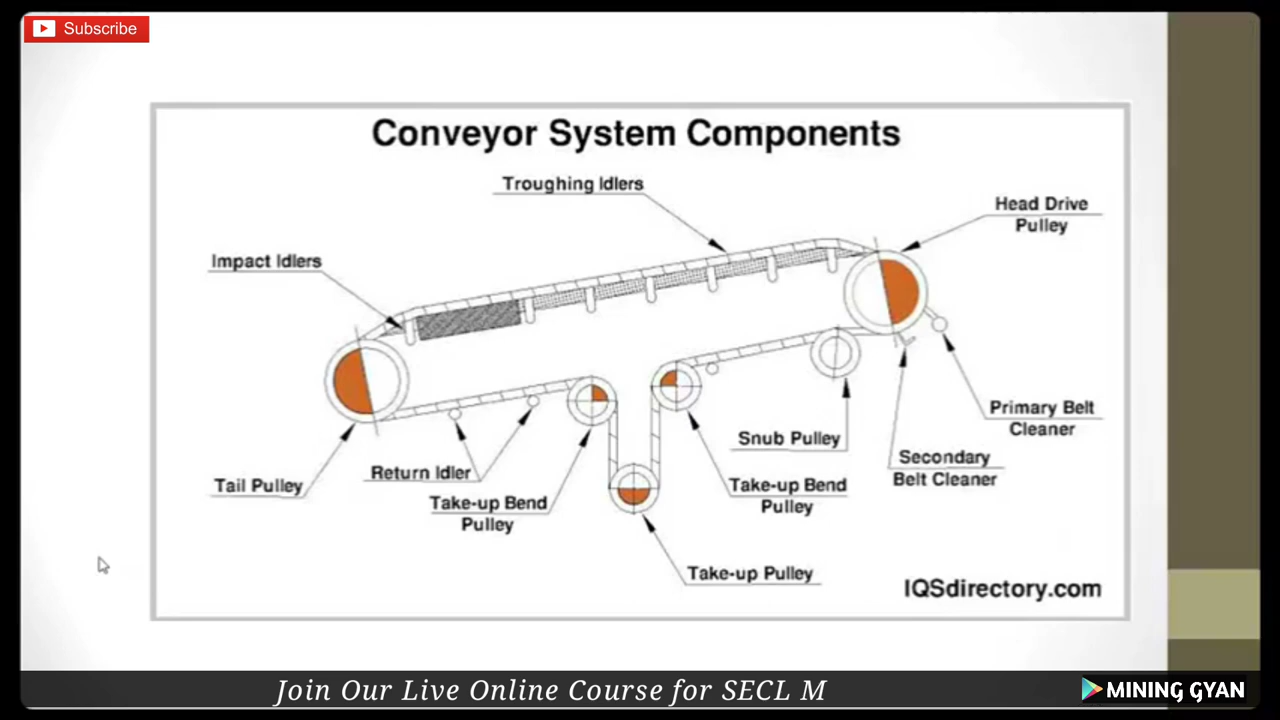 Subscribe
Conveyor System Components
Troughing Idlers
Head Drive
Pulley
Impact Idlers
Primary Belt
Cleaner
Snub Pulley
Secondary
Belt Cleaner
Return Idler
Tail Pulley
Take-up Bend
Pulley
Take-up Bend
Pulley
Take-up Pulley
IQSdirectory.com
Join Our Live Online Course for SECL M
MINING GYAN